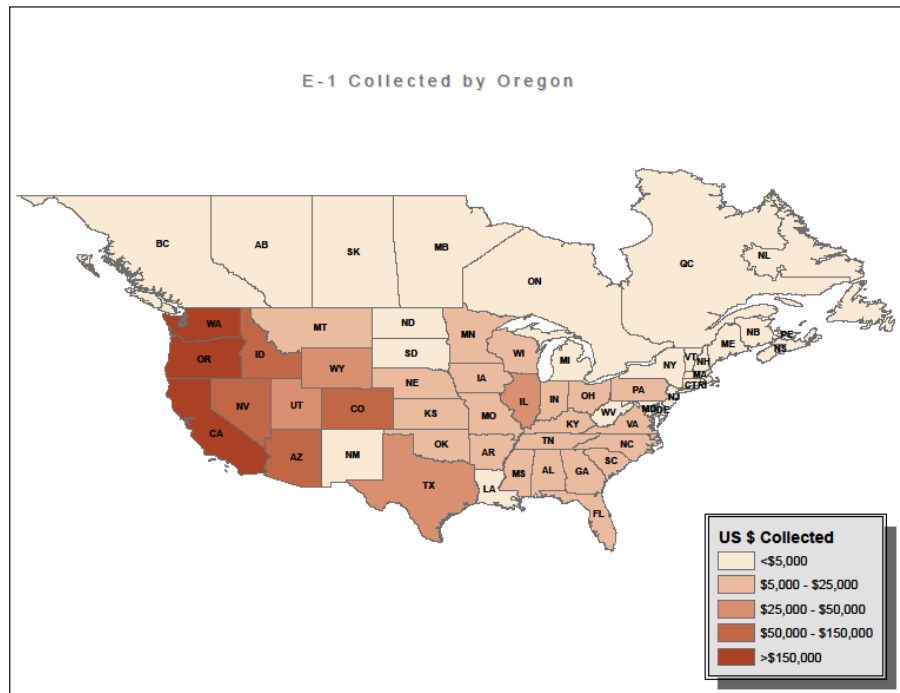 E-1 Collected by Oregon
BC
AB
SK
MB
ON
QC
NL
NB
PE
NS
ME
WA
MT
ND
MN
OR
ID
WY
SD
WI
MI
NY
VT
NH
MA
CT
RI
NV
UT
CO
NE
IA
IL
IN
OH
PA
NJ
CA
AZ
NM
KS
MO
KY
WV
MD
DE
VA
OK
AR
TN
NC
SC
TX
LA
MS
AL
GA
FL
US $ Collected
<$5,000
$5,000 - $25,000
$25,000 - $50,000
$50,000 - $150,000
>$150,000